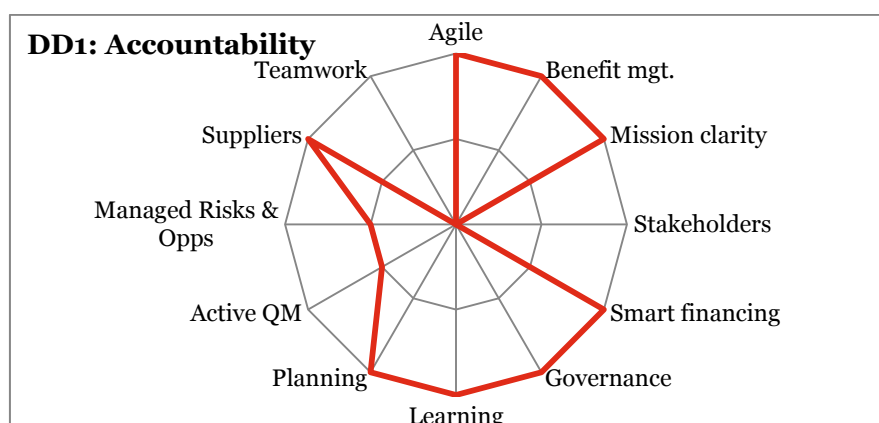 DD1: Accountability
Agile
Benefit mgt.
Mission clarity
Stakeholders
Smart financing
Governance
Learning
Planning
Active QM
Managed Risks &
Opps
Suppliers
Teamwork